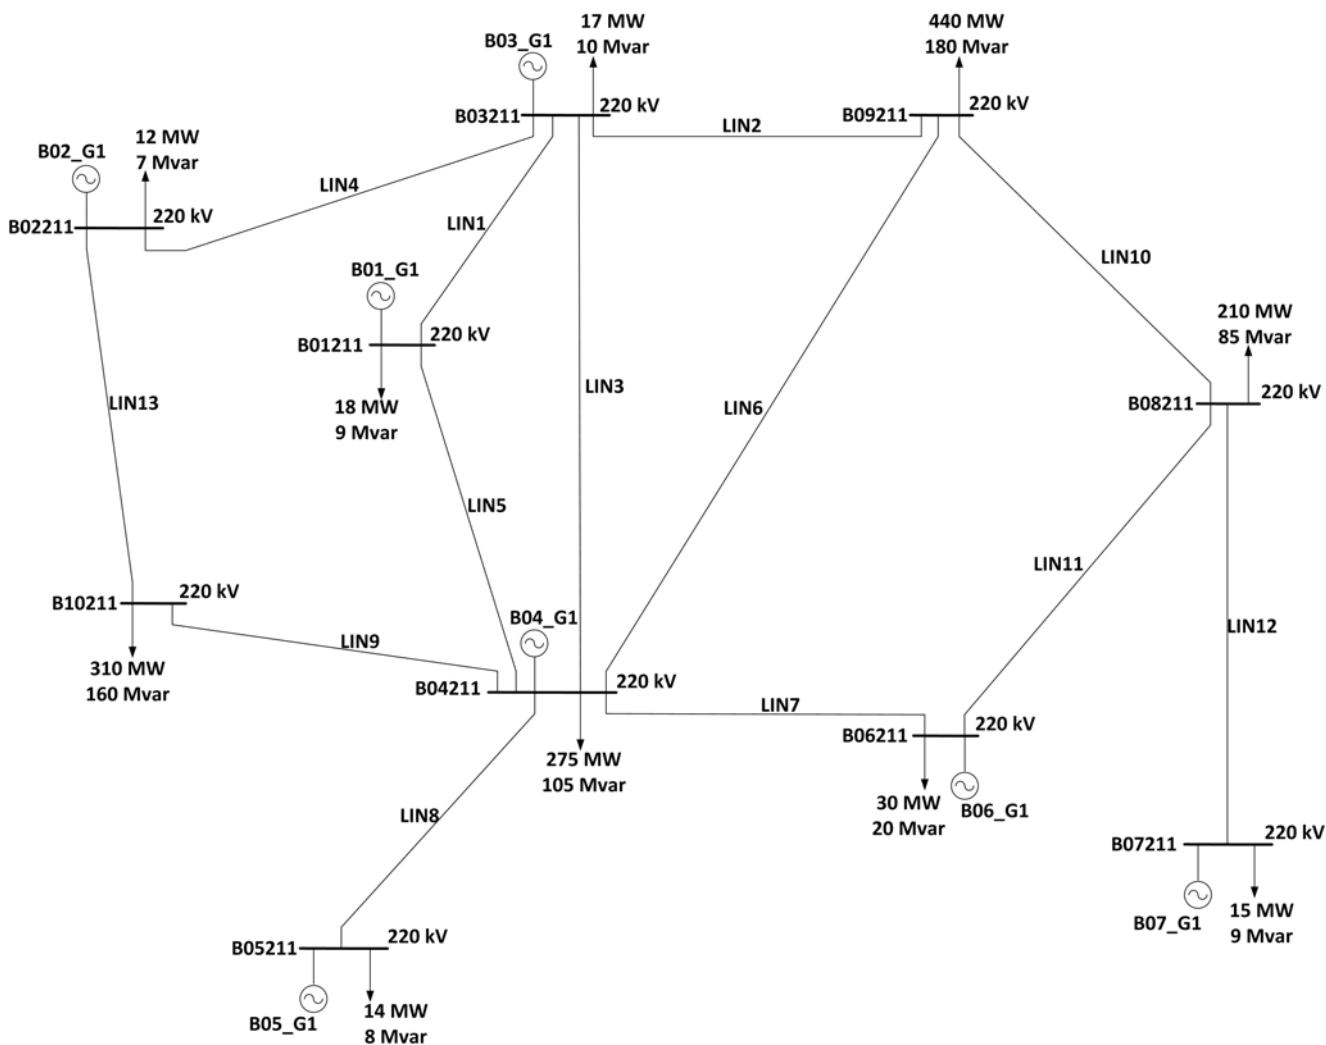 17 MW
10 Mvar
440 MW
180 Mvar
B03_G1
B03211
220 kV
B09211
220 kV
LIN2
12 MW
7 Mvar
B02_G1
LIN4
B02211
220 kV
LIN1
LIN10
B01_G1
B01211
220 kV
210 MW
85 Mvar
LIN3
LIN13
18 MW
9 Mvar
LIN6
B08211
220 kV
LIN5
LIN11
B10211
220 kV
B04_G1
LIN9
LIN12
310 MW
160 Mvar
B04211
220 kV
LIN7
B06211
220 kV
275 MW
105 Mvar
30 MW
20 Mvar
B06_G1
LIN8
B07211
220 kV
B07_G1
15 MW
9 Mvar
B05211
220 kV
B05_G1
14 MW
8 Mvar